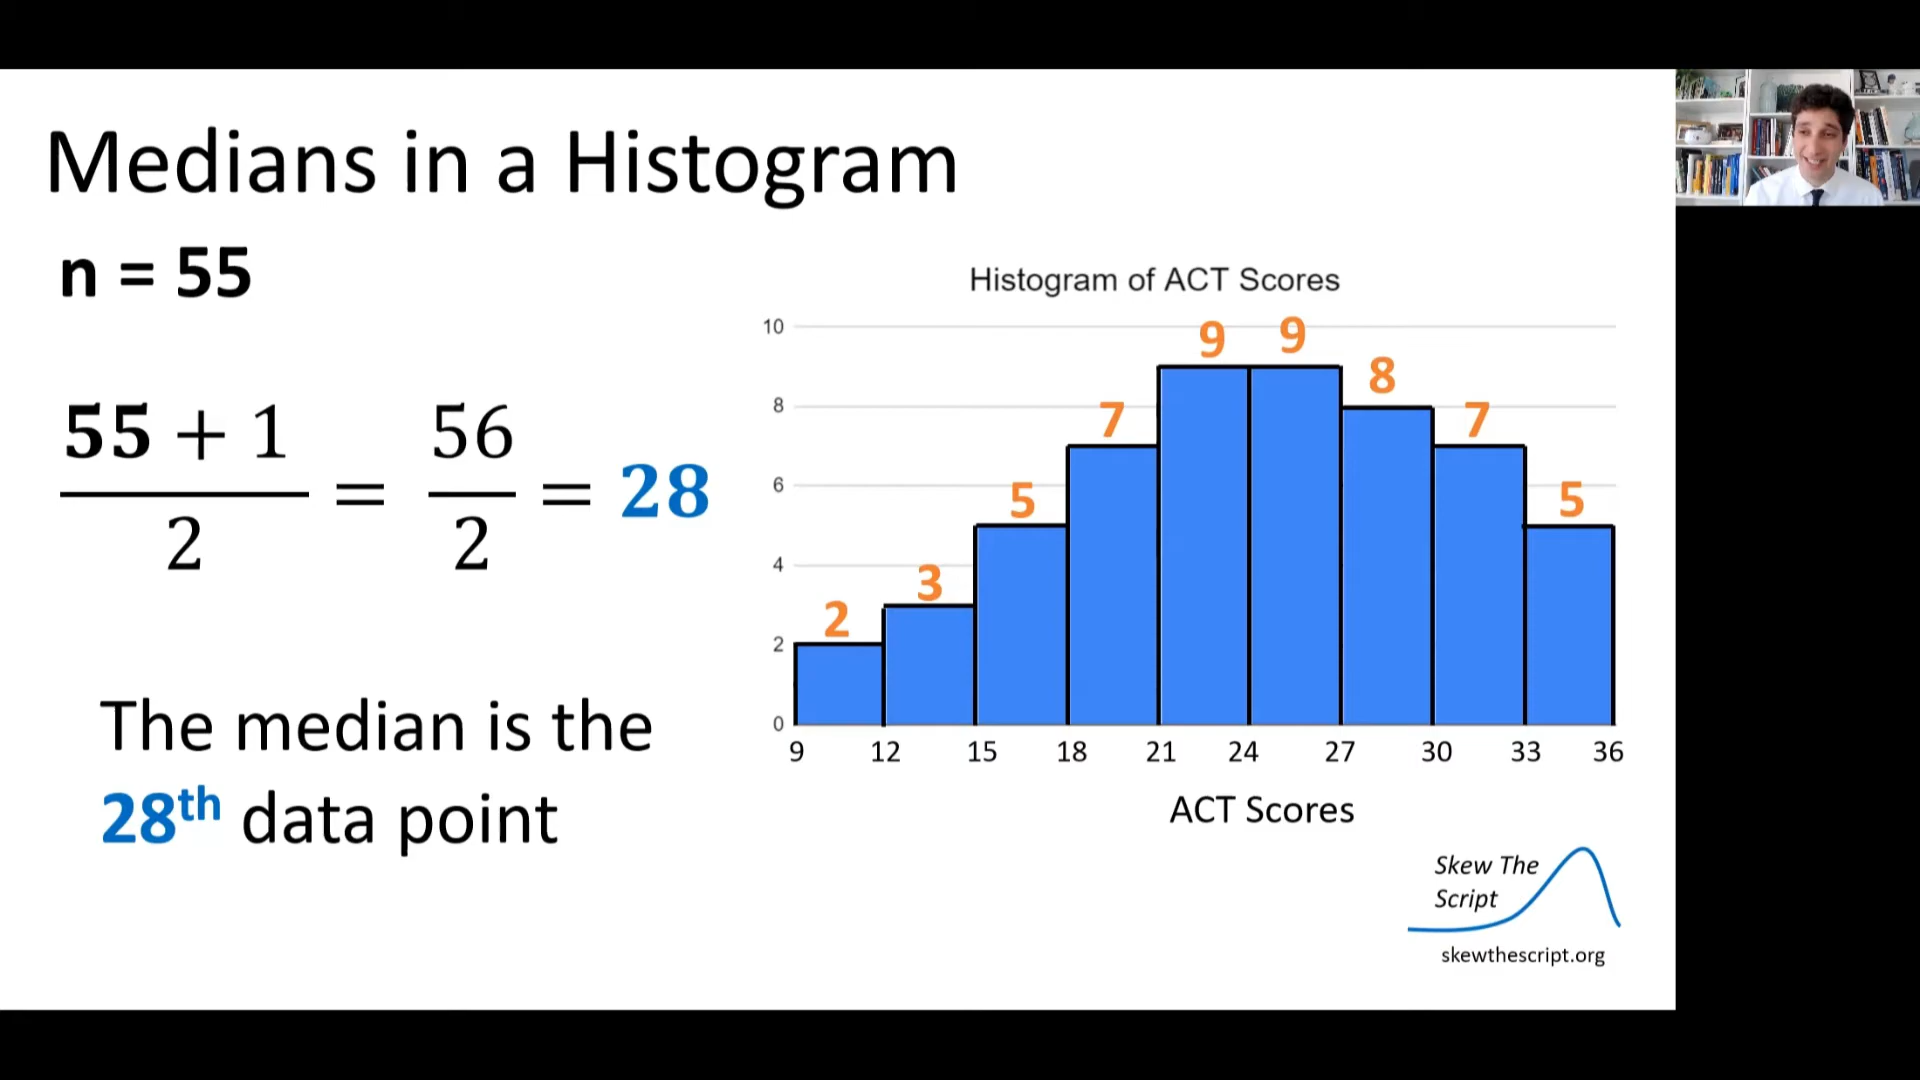 Medians in a Histogram
n = 55
55 + 1
2
=
56
2
= 28
The median is the
28th data point
Histogram of ACT Scores
10
8
6
4
2
0
2
3
5
7
9
9
8
7
5
9 12 15 18 21 24 27 30 33 36
ACT Scores
Skew The
Script
skewthescript.org